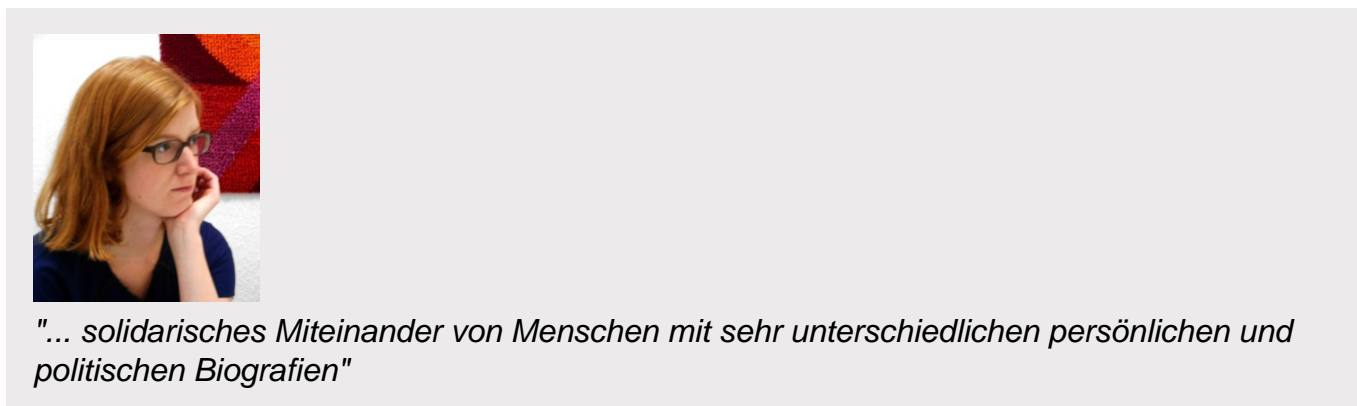 "... solidarisches Miteinander von Menschen mit sehr unterschiedlichen persönlichen und
politischen Biografien"